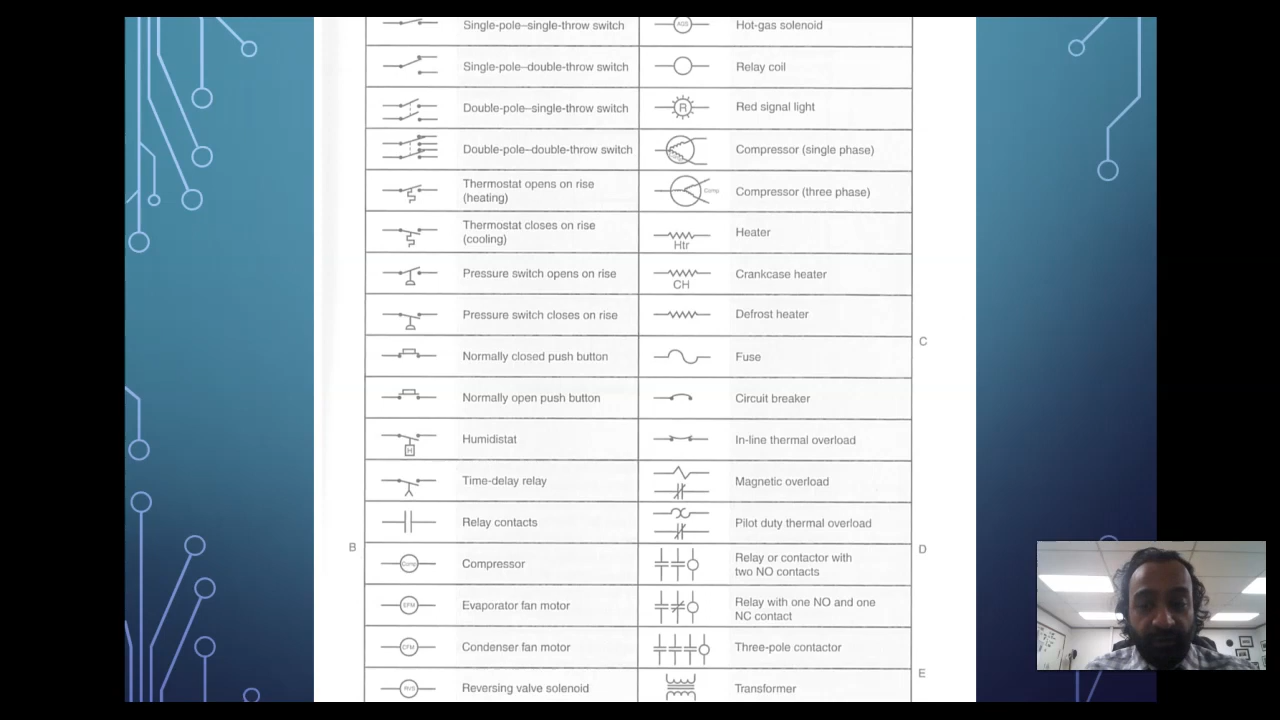 Single-pole–single-throw switch
Hot-gas solenoid
Single-pole–double-throw switch
Relay coil
Double-pole–single-throw switch
R
Red signal light
Double-pole–double-throw switch
Compressor (single phase)
Thermostat opens on rise
(heating)
Comp
Compressor (three phase)
Thermostat closes on rise
(cooling)
Htr
Heater
Pressure switch opens on rise
CH
Crankcase heater
Pressure switch closes on rise
Defrost heater
C
Normally closed push button
Fuse
Normally open push button
Circuit breaker
H
Humidistat
In-line thermal overload
Time-delay relay
Magnetic overload
Relay contacts
Pilot duty thermal overload
B
D
Comp
Compressor
Relay or contactor with
two NO contacts
EFM
Evaporator fan motor
Relay with one NO and one
NC contact
CFM
Condenser fan motor
Three-pole contactor
E
RVS
Reversing valve solenoid
Transformer